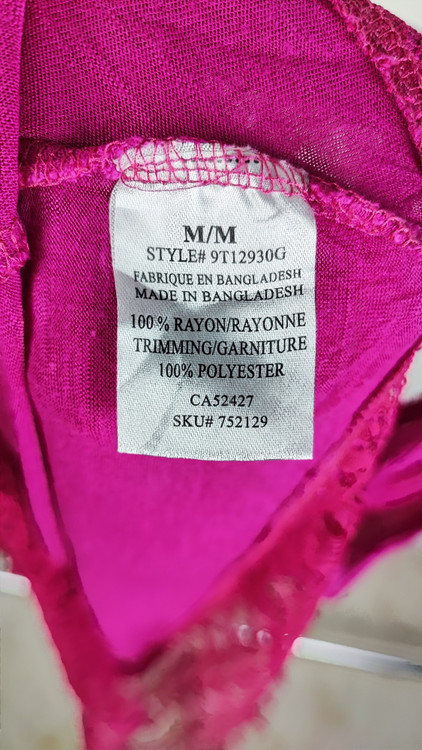 M/M
STYLE# 9T12930G
FABRIQUE EN BANGLADESH
MADE IN BANGLADESH
100 % RAYON/RAYONNE
TRIMMING/GARNITURE
100% POLYESTER
CA52427
SKU# 752129